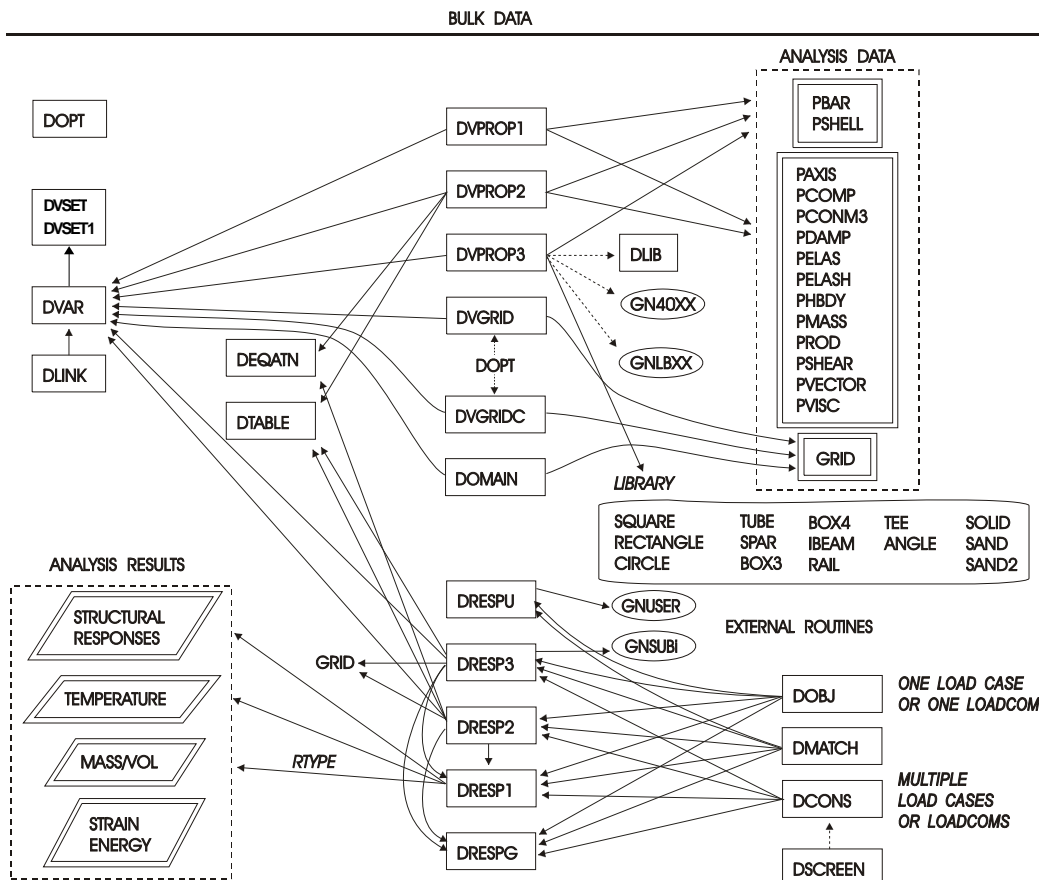 BULK DATA
ANALYSIS DATA
DOPT
DVSET
DVSET1
DVAR
DLINK
DEQATN
DTABLE
DVPROP1
DVPROP2
DVPROP3
DVGRID
DOPT
DVGRIDC
DOMAIN
DLIB
GN40XX
GNLBXX
PBAR
PSHELL
PAXIS
PCOMP
PCONM3
PDAMP
PELAS
PELASH
PHBDY
PMASS
PROD
PSHEAR
PVECTOR
PVISC
GRID
LIBRARY
SQUARE TUBE BOX4 TEE SOLID
RECTANGLE SPAR IBEAM ANGLE SAND
CIRCLE BOX3 RAIL SAND2
ANALYSIS RESULTS
STRUCTURAL
RESPONSES
TEMPERATURE
MASS/VOL
STRAIN
ENERGY
GRID
RTYPE
DRESPU
DRESP3
DRESP2
DRESP1
DRESPG
GNUSER
GNSUBI
EXTERNAL ROUTINES
DOBJ
DMATCH
DCONS
DSCREEN
ONE LOAD CASE
OR ONE LOADCOM
MULTIPLE
LOAD CASES
OR LOADCOMS